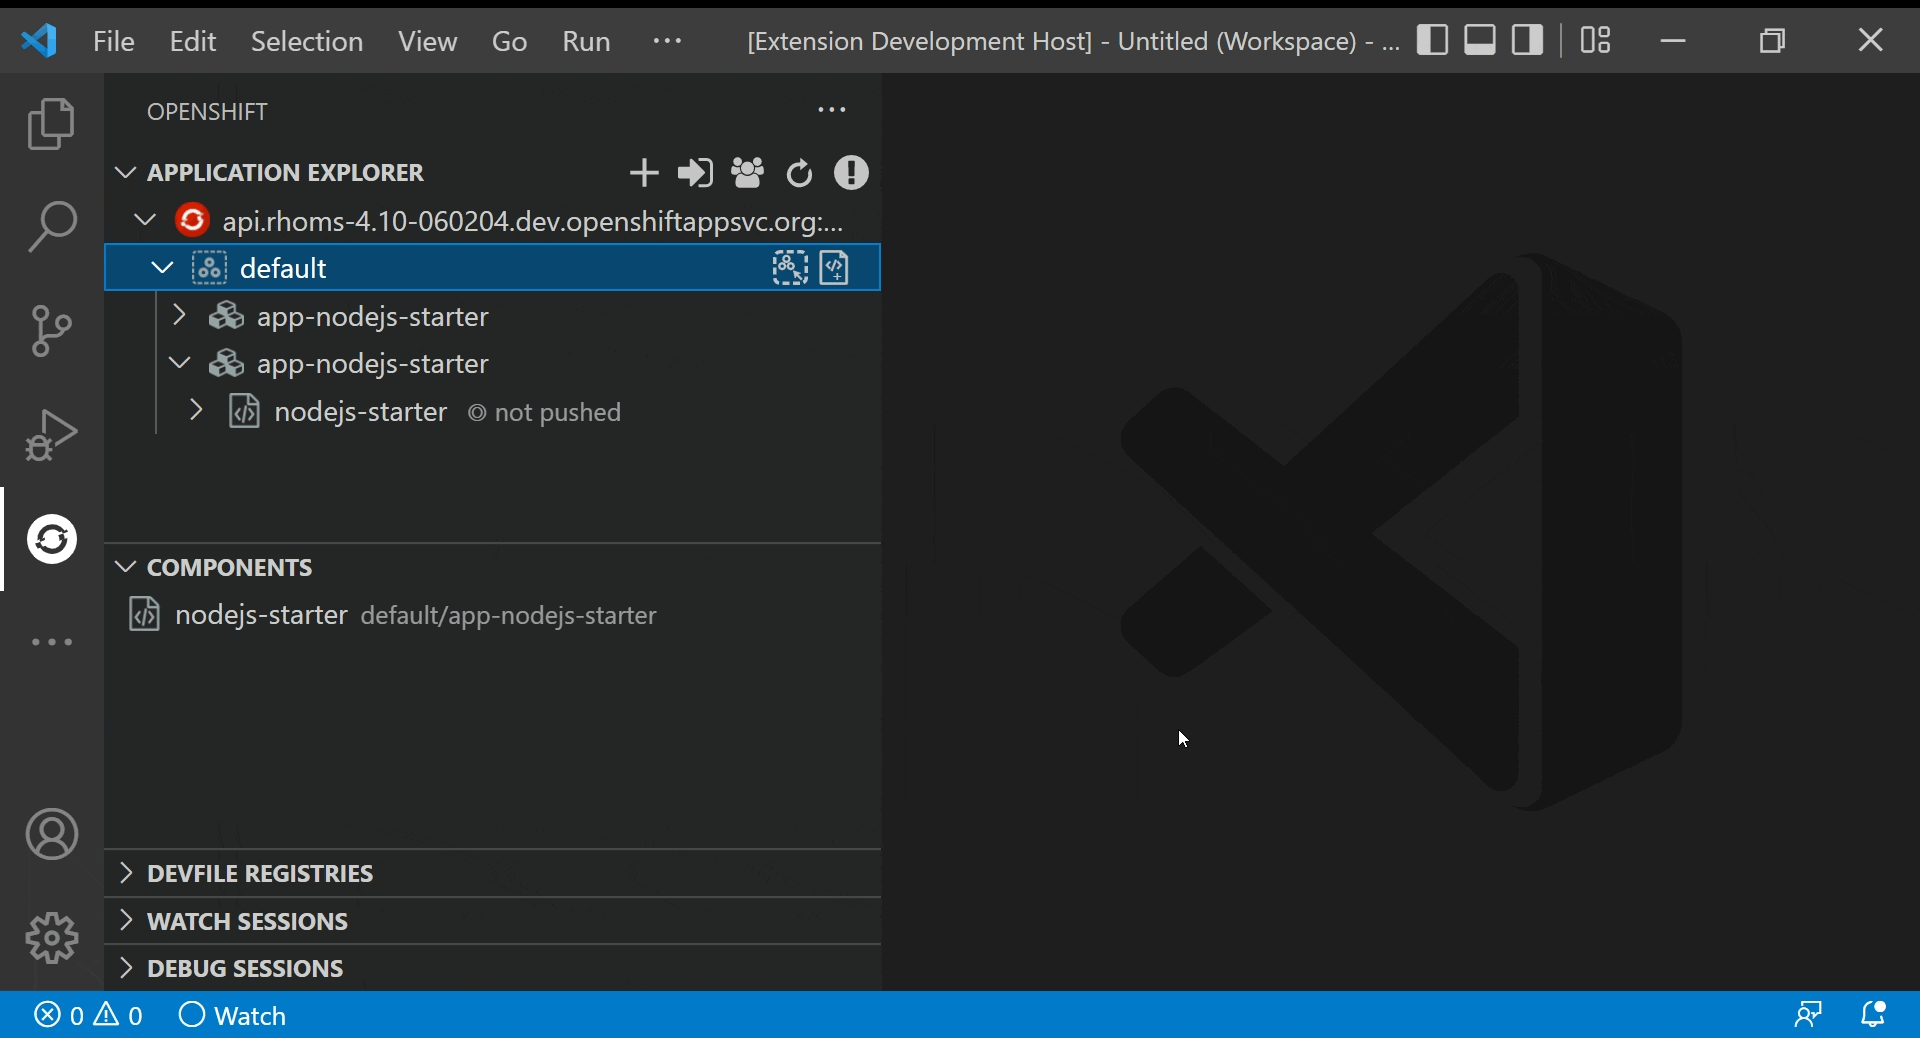 File Edit Selection View Go Run ··· [Extension Development Host] - Untitled (Workspace) - ...
OPENSHIFT ···
APPLICATION EXPLORER
api.rhoms-4.10-060204.dev.openshiftappsvc.org:...
default
app-nodejs-starter
app-nodejs-starter
nodejs-starter not pushed
COMPONENTS
nodejs-starter default/app-nodejs-starter
DEVFILE REGISTRIES
WATCH SESSIONS
DEBUG SESSIONS
0 0 Watch